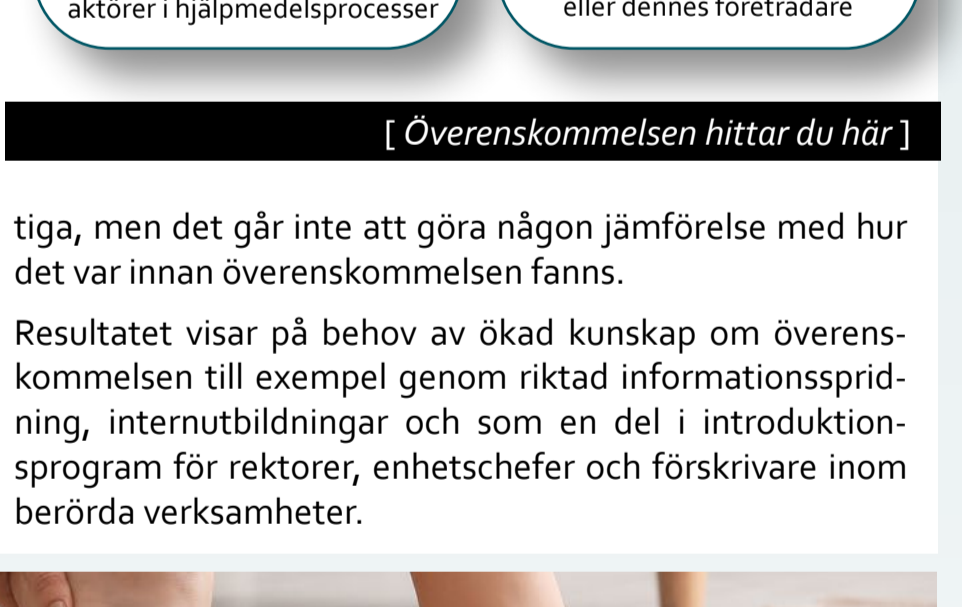 aktörer i hjälpmedelsprocesser
eller dennes företrädare
[ Överenskommelsen hittar du här ]
tiga, men det går inte att göra någon jämförelse med hur
det var innan överenskommelsen fanns.
Resultatet visar på behov av ökad kunskap om överens-
kommelsen till exempel genom riktad informationssprid-
ning, internutbildningar och som en del i introduktion-
sprogram för rektorer, enhetschefer och förskrivare inom
berörda verksamheter.